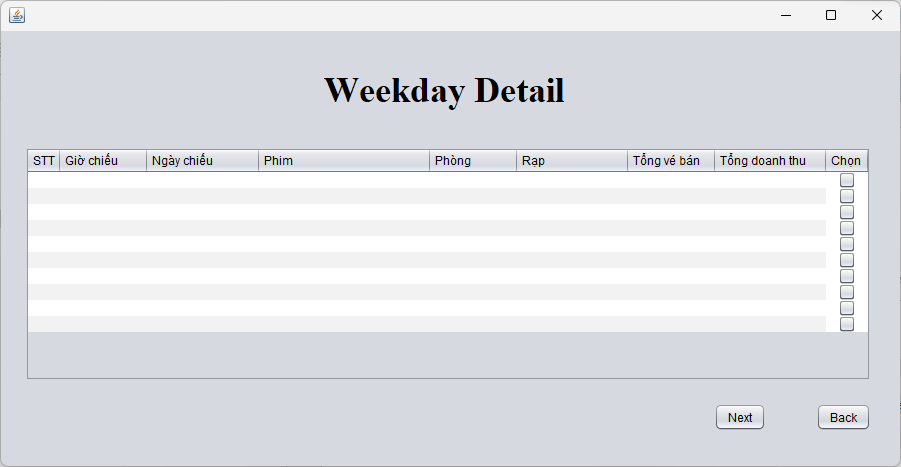 Weekday Detail
STT Giờ chiếu Ngày chiếu Phim Phòng Rạp Tổng vé bán Tổng doanh thu Chọn
Next Back